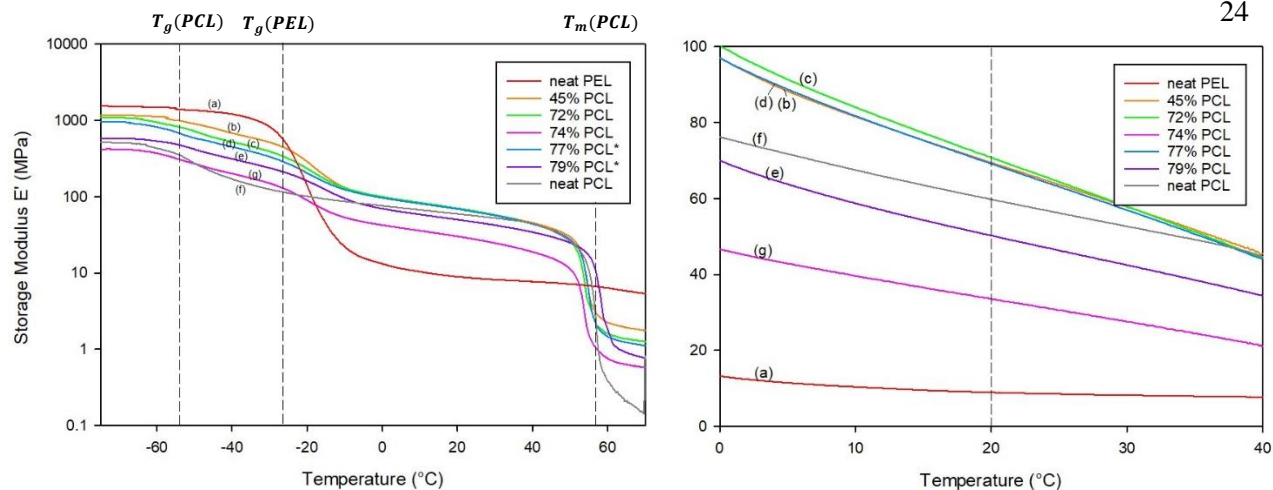 24
Tg(PCL) Tg(PEL) Tm(PCL)
10000
1000
100
10
1
0.1
Storage Modulus E' (MPa)
-60 -40 -20 0 20 40 60
Temperature (°C)
(a)
(b)
(c)
(d)
(e)
(g)
(f)
neat PEL
45% PCL
72% PCL
74% PCL
77% PCL*
79% PCL*
neat PCL
100
80
60
40
20
0
0 10 20 30 40
Temperature (°C)
(c)
(d) (b)
(f)
(e)
(g)
(a)
neat PEL
45% PCL
72% PCL
74% PCL
77% PCL
79% PCL
neat PCL